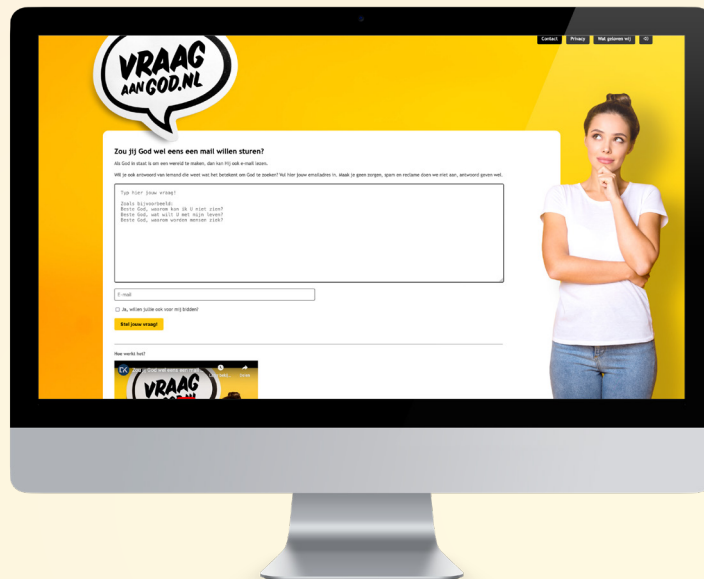 Contact Privacy Wat geloven wij
VRAAG
AAN GOD.NL
Zou jij God wel eens een mail willen sturen?
Als God in staat is om een wereld te maken, dan kan Hij ook e-mail lezen.
Wil je ook antwoord van iemand die weet wat het betekent om God te zoeken? Vul hier jouw emailadres in. Maak je geen zorgen, spam en reclame doen we niet aan, antwoord geven wel.
Typ hier jouw vraag!
Zoals bijvoorbeeld:
Beste God, waarom kan ik U niet zien?
Beste God, wat wilt U met mijn leven?
Beste God, waarom worden mensen ziek?
E-mail
Ja, willen jullie ook voor mij bidden!
Stel jouw vraag!
Hoe werkt het?
Zou jij God wel eens een mail
VRAAG